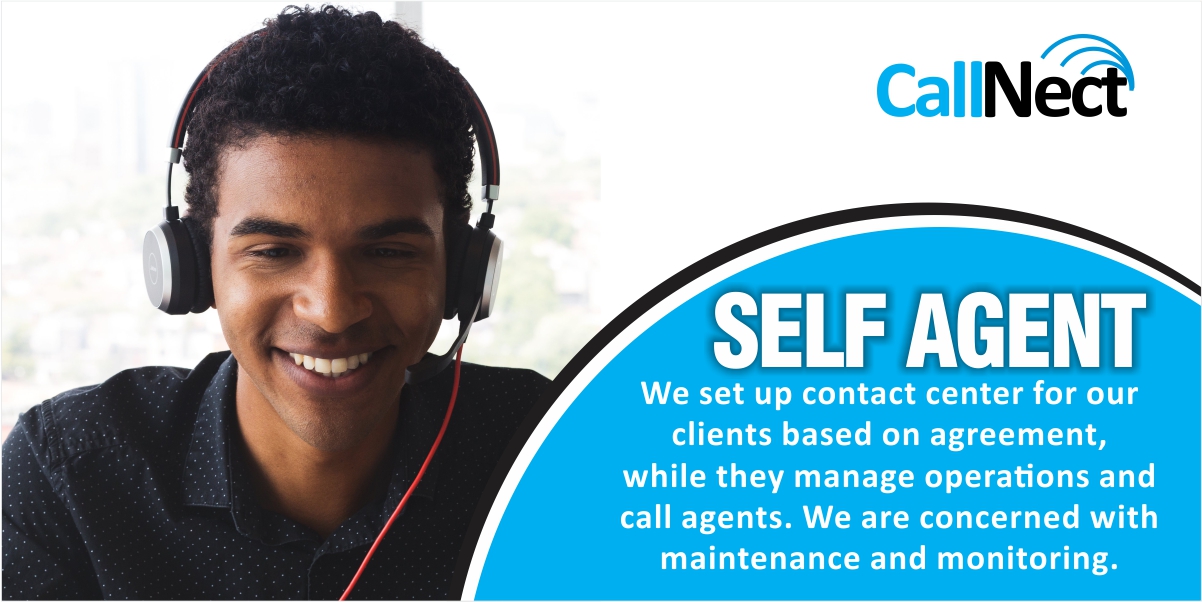 CallNect
SELF AGENT
We set up contact center for our
clients based on agreement,
while they manage operations and
call agents. We are concerned with
maintenance and monitoring.